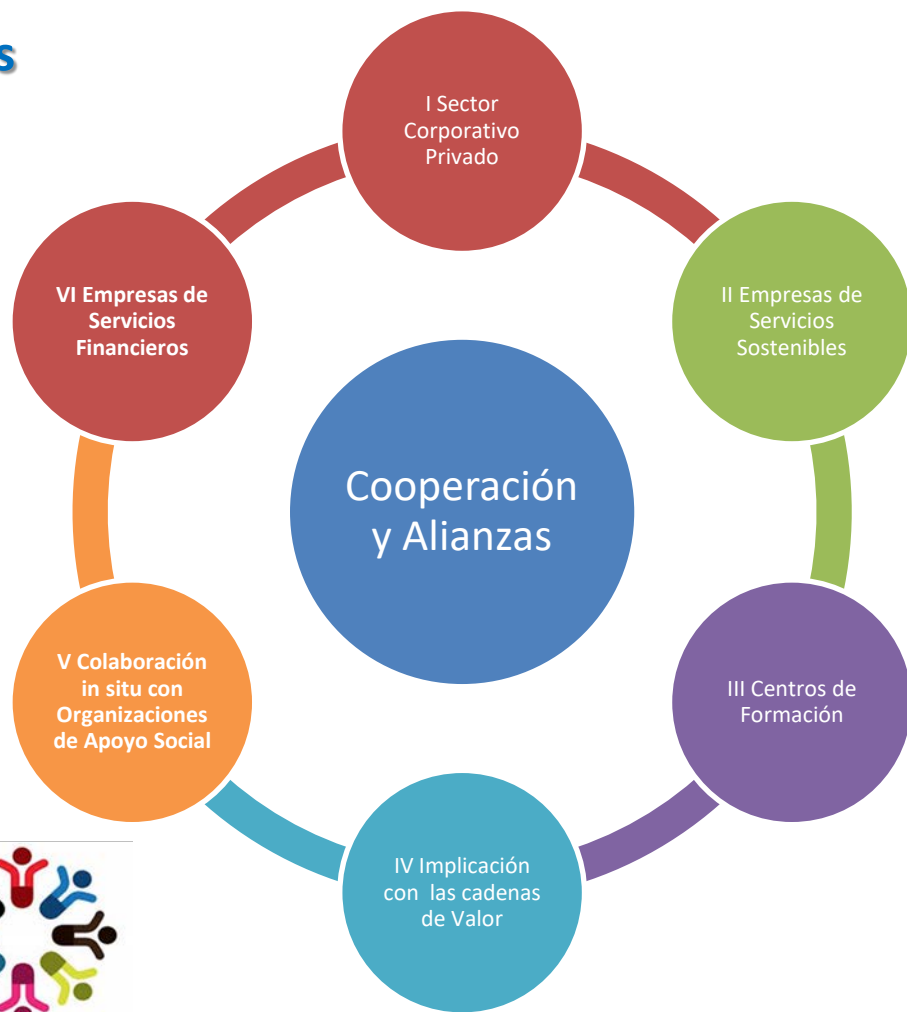 s
I Sector
Corporativo
Privado
II Empresas de
Servicios
Sostenibles
III Centros de
Formación
IV Implicación
con las cadenas
de Valor
V Colaboración
in situ con
Organizaciones
de Apoyo Social
VI Empresas de
Servicios
Financieros
Cooperación
y Alianzas